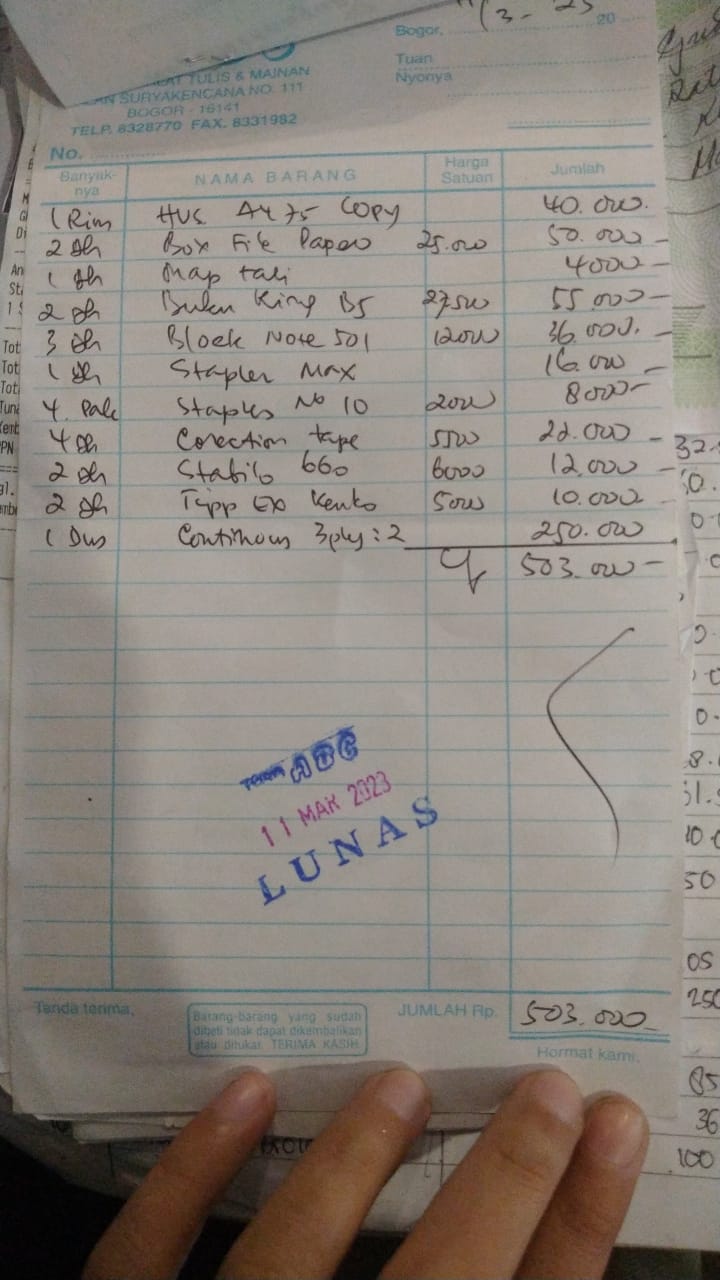 Bogor, 11/3 - 23 20
Tuan
Nyonya
TULIS & MAINAN
SURYAKENCANA NO. 111
BOGOR - 16141
TELP. 8328770 FAX. 8331982
No.
Banyak-nya NAMA BARANG Harga Satuan Jumlah
1 Rim HVS A4 75 Copy 40.000.
2 bh Box File Paper 25.000 50.000 -
1 bh Map tali 4000 -
2 bh Buku King B5 27500 55.000 -
3 bh Block Note 501 12000 36.000. -
1 bh Stapler Max 16.000 -
4 Pak Staples No 10 2000 8000 -
4 bh Corection tape 5500 22.000 -
2 bh Stabilo 660 6000 12.000 -
2 bh Tipp Ex Kenko 5000 10.000 -
1 Dus Continous 3ply : 2 250.000
503.000 -
ABC
11 MAR 2023
LUNAS
Tanda terima,
Barang-barang yang sudah
dibeli tidak dapat dikembalikan
atau ditukar. TERIMA KASIH.
JUMLAH Rp. 503.000 -
Hormat kami,